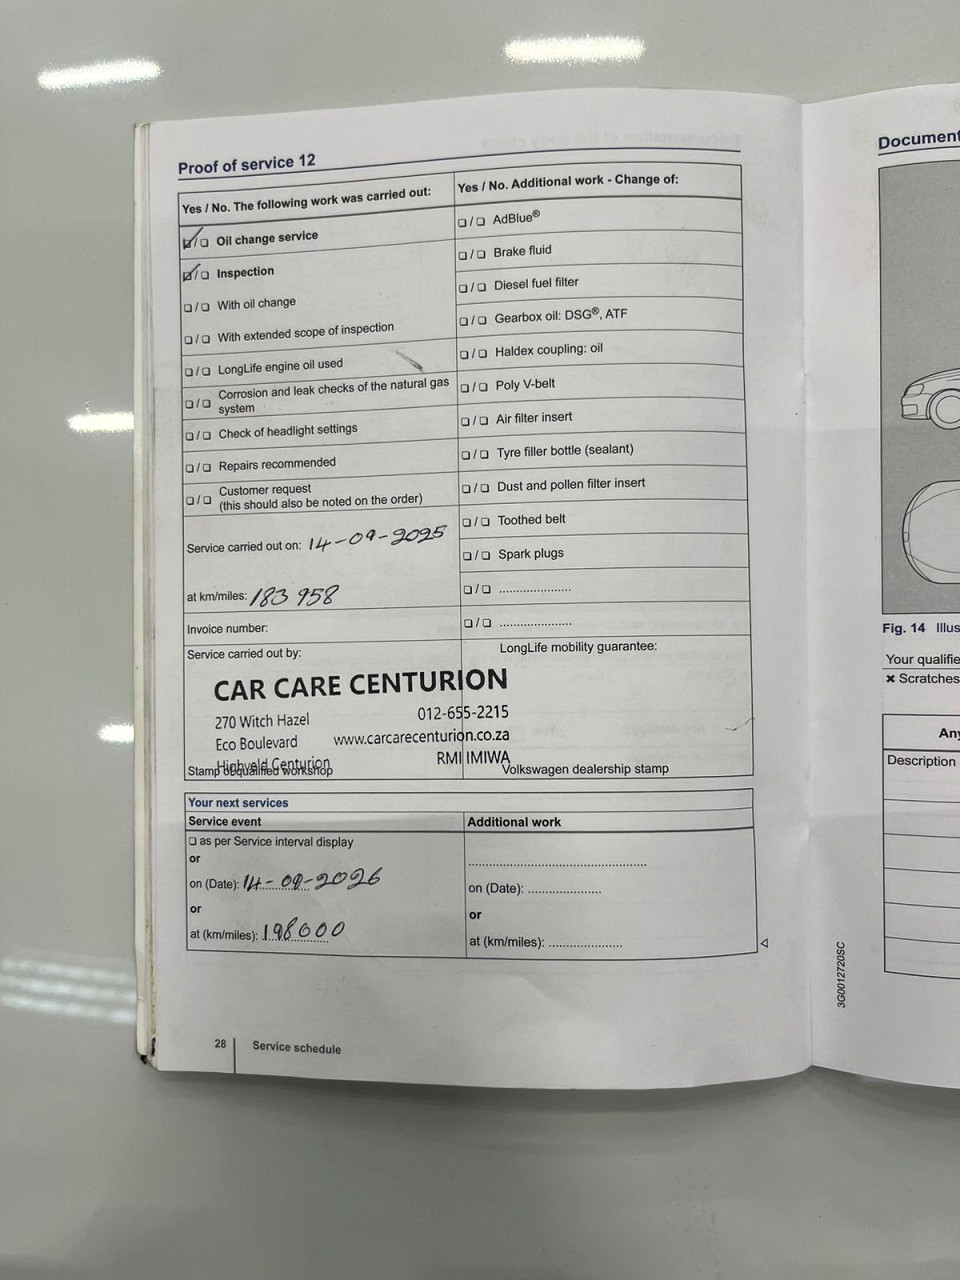 Proof of service 12
Yes / No. The following work was carried out:
☑/❏ Oil change service
☑/❏ Inspection
❏/❏ With oil change
❏/❏ With extended scope of inspection
❏/❏ LongLife engine oil used
❏/❏ Corrosion and leak checks of the natural gas
system
❏/❏ Check of headlight settings
❏/❏ Repairs recommended
❏/❏ Customer request
(this should also be noted on the order)
Service carried out on: 14-09-2025
at km/miles: 183 958
Invoice number:
Yes / No. Additional work - Change of:
❏/❏ AdBlue®
❏/❏ Brake fluid
❏/❏ Diesel fuel filter
❏/❏ Gearbox oil: DSG®, ATF
❏/❏ Haldex coupling: oil
❏/❏ Poly V-belt
❏/❏ Air filter insert
❏/❏ Tyre filler bottle (sealant)
❏/❏ Dust and pollen filter insert
❏/❏ Toothed belt
❏/❏ Spark plugs
❏/❏ ......................
❏/❏ ......................
Service carried out by:
LongLife mobility guarantee:
CAR CARE CENTURION
270 Witch Hazel 012-655-2215
Eco Boulevard www.carcarecenturion.co.za
Highveld Centurion RMI IMIWA
Stamp of qualified workshop
Volkswagen dealership stamp
Your next services
Service event
❏ as per Service interval display
or
on (Date): 14-09-2026
or
at (km/miles): 198000
Additional work
......................................................
on (Date): ......................
or
at (km/miles): ......................
28 Service schedule
3G0012720SC
Document
Fig. 14 Illus
Your qualifie
✖ Scratches
Any
Description